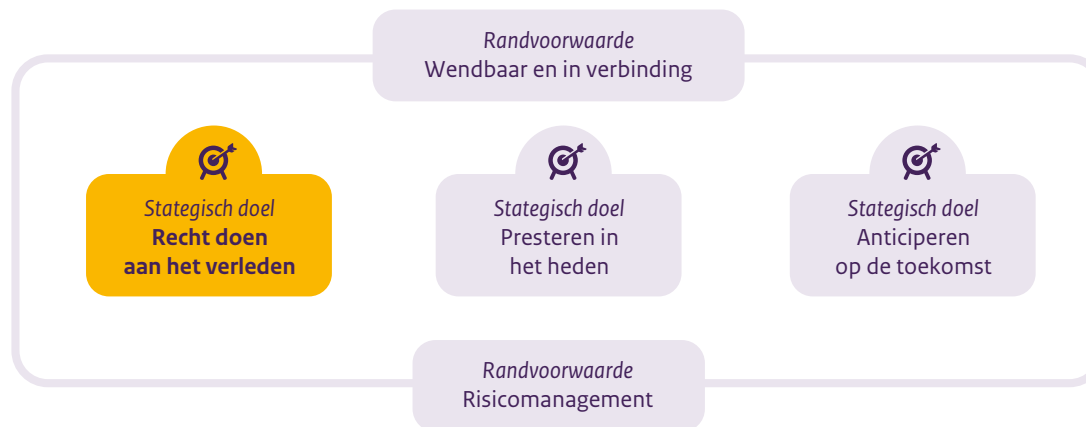 Randvoorwaarde
Wendbaar en in verbinding
Stategisch doel
Recht doen
aan het verleden
Stategisch doel
Presteren in
het heden
Stategisch doel
Anticiperen
op de toekomst
Randvoorwaarde
Risicomanagement